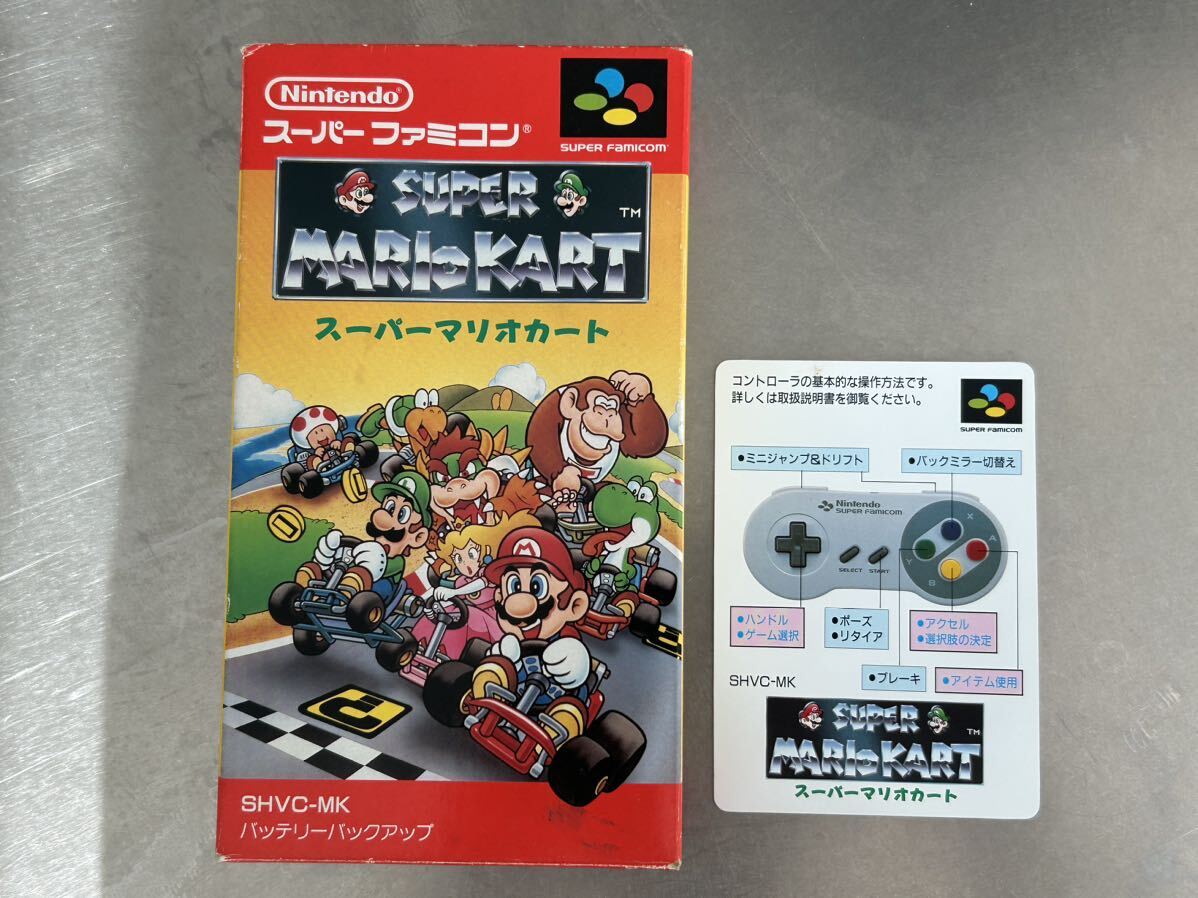 Nintendo®
スーパーファミコン®
SUPER FAMICOM
SUPER
MARIO KART™
スーパーマリオカート
SHVC-MK
バッテリーバックアップ
コントローラの基本的な操作方法です。
詳しくは取扱説明書を御覧ください。
SUPER FAMICOM
●ミニジャンプ&ドリフト
●バックミラー切替え
Nintendo
SUPER FAMICOM
X
A
Y
B
SELECT
START
●ハンドル
●ゲーム選択
●ポーズ
●リタイア
●アクセル
●選択肢の決定
●ブレーキ
●アイテム使用
SHVC-MK
SUPER
MARIO KART™
スーパーマリオカート